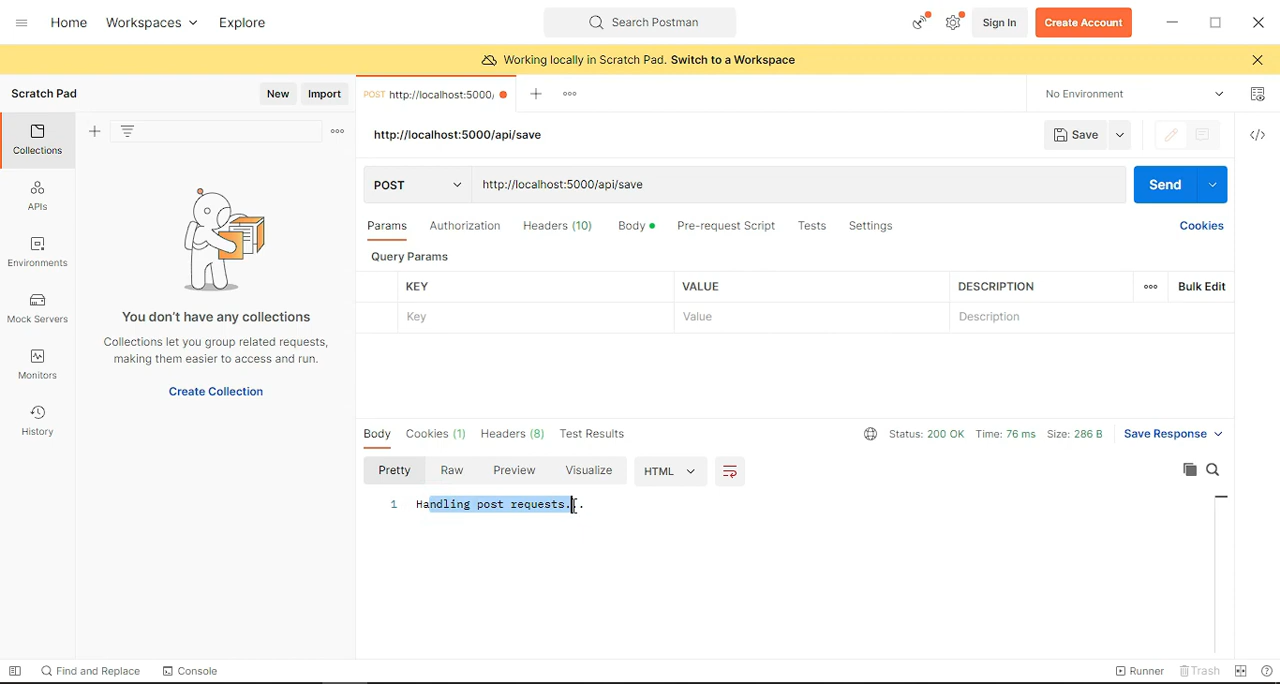 Home Workspaces Explore Search Postman Sign In Create Account
Working locally in Scratch Pad. Switch to a Workspace
Scratch Pad New Import POST http://localhost:5000/ No Environment
Collections
APIs
Environments
Mock Servers
Monitors
History
You don't have any collections
Collections let you group related requests,
making them easier to access and run.
Create Collection
http://localhost:5000/api/save Save
POST http://localhost:5000/api/save Send
Params Authorization Headers (10) Body Pre-request Script Tests Settings Cookies
Query Params
KEY VALUE DESCRIPTION Bulk Edit
Key Value Description
Body Cookies (1) Headers (8) Test Results Status: 200 OK Time: 76 ms Size: 286 B Save Response
Pretty Raw Preview Visualize HTML
1 Handling post requests...
Find and Replace Console Runner Trash